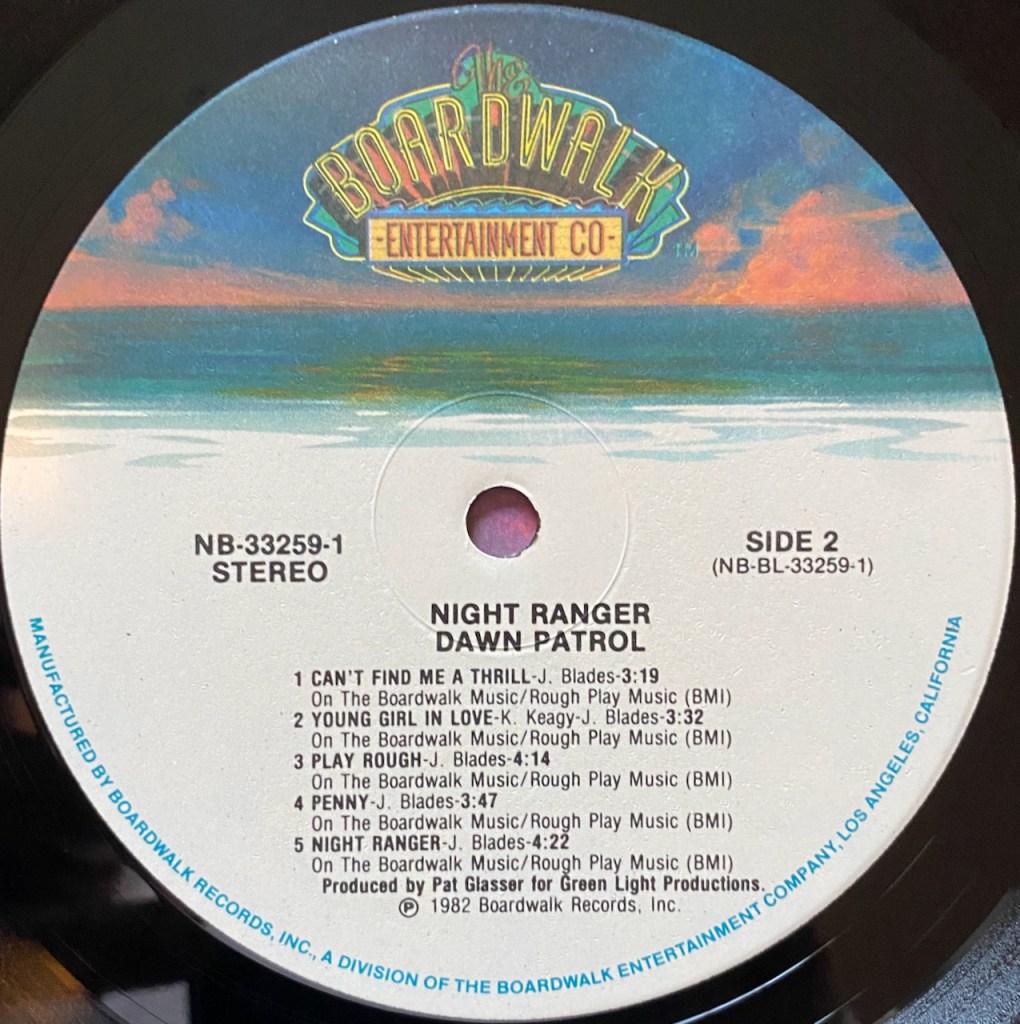 The
BOARDWALK
-ENTERTAINMENT CO-
TM
NB-33259-1
STEREO
SIDE 2
(NB-BL-33259-1)
NIGHT RANGER
DAWN PATROL
1 CAN'T FIND ME A THRILL-J. Blades-3:19
On The Boardwalk Music/Rough Play Music (BMI)
2 YOUNG GIRL IN LOVE-K. Keagy-J. Blades-3:32
On The Boardwalk Music/Rough Play Music (BMI)
3 PLAY ROUGH-J. Blades-4:14
On The Boardwalk Music/Rough Play Music (BMI)
4 PENNY-J. Blades-3:47
On The Boardwalk Music/Rough Play Music (BMI)
5 NIGHT RANGER-J. Blades-4:22
On The Boardwalk Music/Rough Play Music (BMI)
Produced by Pat Glasser for Green Light Productions.
℗ 1982 Boardwalk Records, Inc.
MANUFACTURED BY BOARDWALK RECORDS, INC., A DIVISION OF THE BOARDWALK ENTERTAINMENT COMPANY, LOS ANGELES, CALIFORNIA